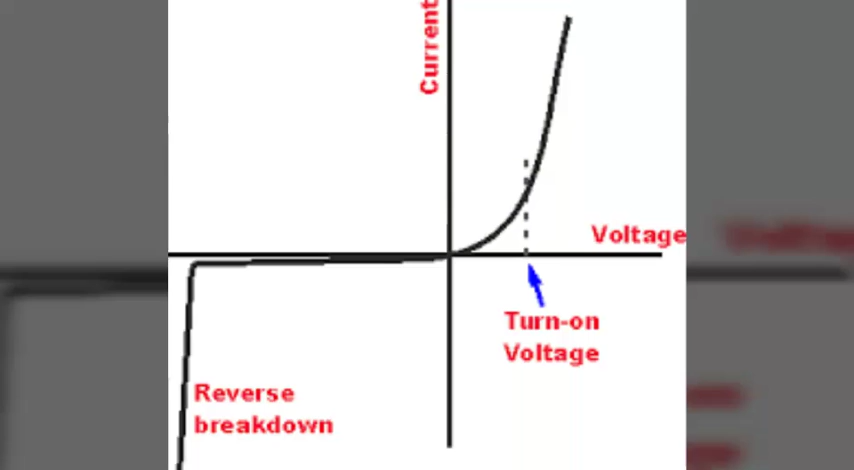 Current
Voltage
Turn-on
Voltage
Reverse
breakdown